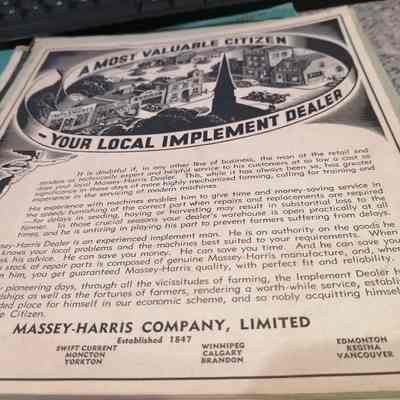 A MOST VALUABLE CITIZEN
-YOUR LOCAL IMPLEMENT DEALER
It is doubtful if, in any other line of business, the man at the retail end
renders so helpful service to his customers at so low a cost as
does your local Massey-Harris Dealer. This, while it has always been so, has greater
significance in these days of more highly mechanized farming, calling for training and
experience in the servicing of modern machines.
His experience with machines enables him to give time and money-saving service in
the speedy furnishing of the correct part when repairs and replacements are required
—for delays in seeding, haying or harvesting may result in substantial loss to the
farmer. In those crucial seasons your dealer's warehouse is open practically at all
times, and he is untiring in playing his part to prevent farmers suffering from delays.
sey-Harris Dealer is an experienced man. He is an authority on the goods he
knows your local problems and the machines best suited to your requirements. When
his advice. He can save you money. He can save you time. And he can save you
stock of repair parts is composed of genuine Massey-Harris manufacture, and, when
n him, you get guaranteed Massey-Harris quality, with perfect fit and reliability.
y pioneering days, through all the vicissitudes of farming, the Implement Dealer h
dships as well as the fortunes of farmers, rendering a worth-while service, establis
ded place for himself in our economic scheme, and so nobly acquitting himself
e Citizen.
MASSEY-HARRIS COMPANY, LIMITED
Established 1847
SWIFT CURRENT WINNIPEG EDMONTON
MONCTON CALGARY REGINA
YORKTON BRANDON VANCOUVER